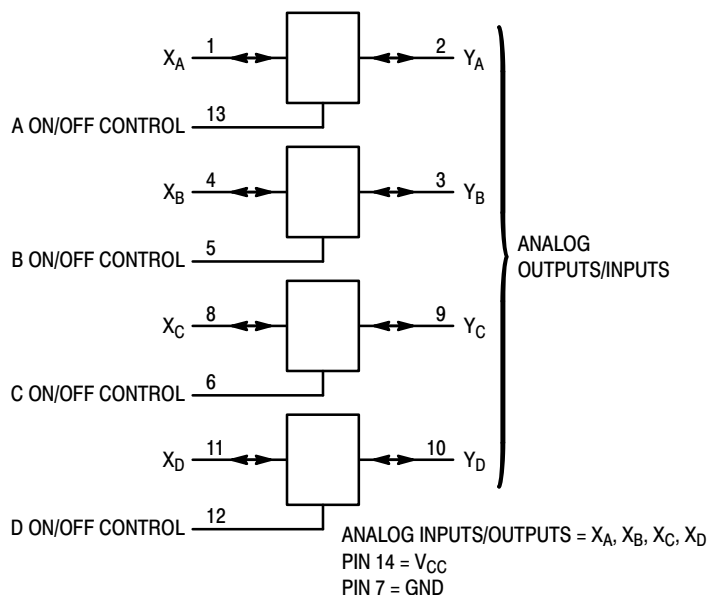 X_A 1 2 Y_A
A ON/OFF CONTROL 13
X_B 4 3 Y_B
B ON/OFF CONTROL 5
ANALOG
OUTPUTS/INPUTS
X_C 8 9 Y_C
C ON/OFF CONTROL 6
X_D 11 10 Y_D
D ON/OFF CONTROL 12
ANALOG INPUTS/OUTPUTS = X_A, X_B, X_C, X_D
PIN 14 = V_CC
PIN 7 = GND